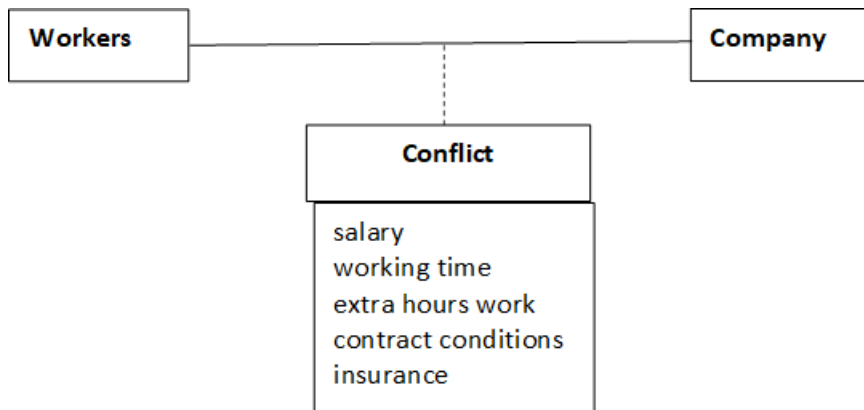 Workers
Company
Conflict
salary
working time
extra hours work
contract conditions
insurance